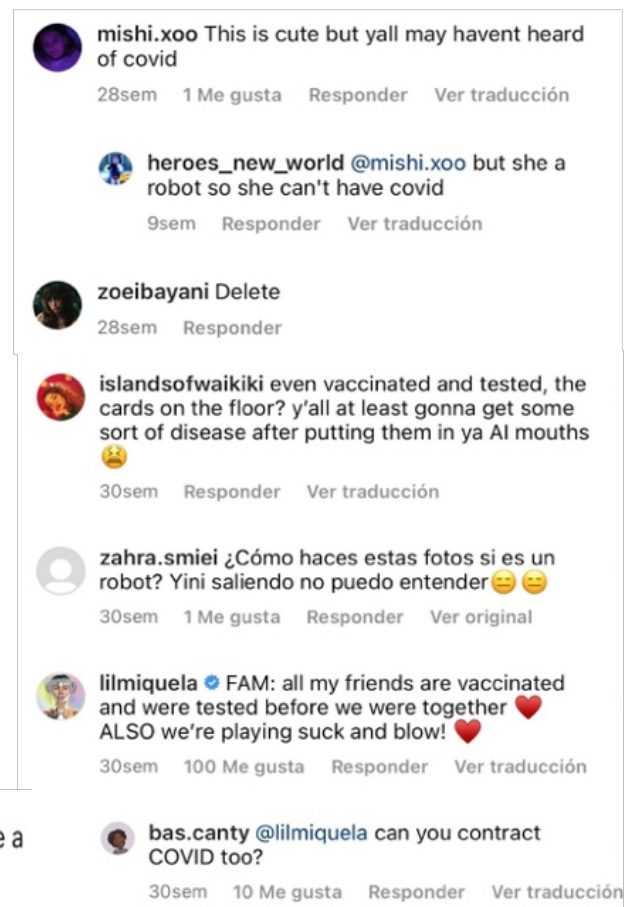 mishi.xoo This is cute but yall may havent heard
of covid
28sem 1 Me gusta Responder Ver traducción
heroes_new_world @mishi.xoo but she a
robot so she can't have covid
9sem Responder Ver traducción
zoeibayani Delete
28sem Responder
islandsofwaikiki even vaccinated and tested, the
cards on the floor? y'all at least gonna get some
sort of disease after putting them in ya AI mouths
😫
30sem Responder Ver traducción
zahra.smiei ¿Cómo haces estas fotos si es un
robot? Yini saliendo no puedo entender😑 😑
30sem 1 Me gusta Responder Ver original
lilmiquela FAM: all my friends are vaccinated
and were tested before we were together ♥️
ALSO we're playing suck and blow! ♥️
30sem 100 Me gusta Responder Ver traducción
e a
bas.canty @lilmiquela can you contract
COVID too?
30sem 10 Me gusta Responder Ver traducción